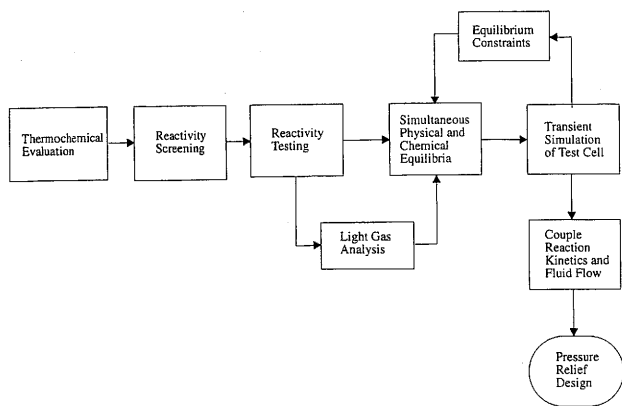 Equilibrium
Constraints
Thermochemical
Evaluation
Reactivity
Screening
Reactivity
Testing
Simultaneous
Physical and
Chemical
Equilibria
Transient
Simulation
of Test Cell
Light Gas
Analysis
Couple
Reaction
Kinetics and
Fluid Flow
Pressure
Relief
Design